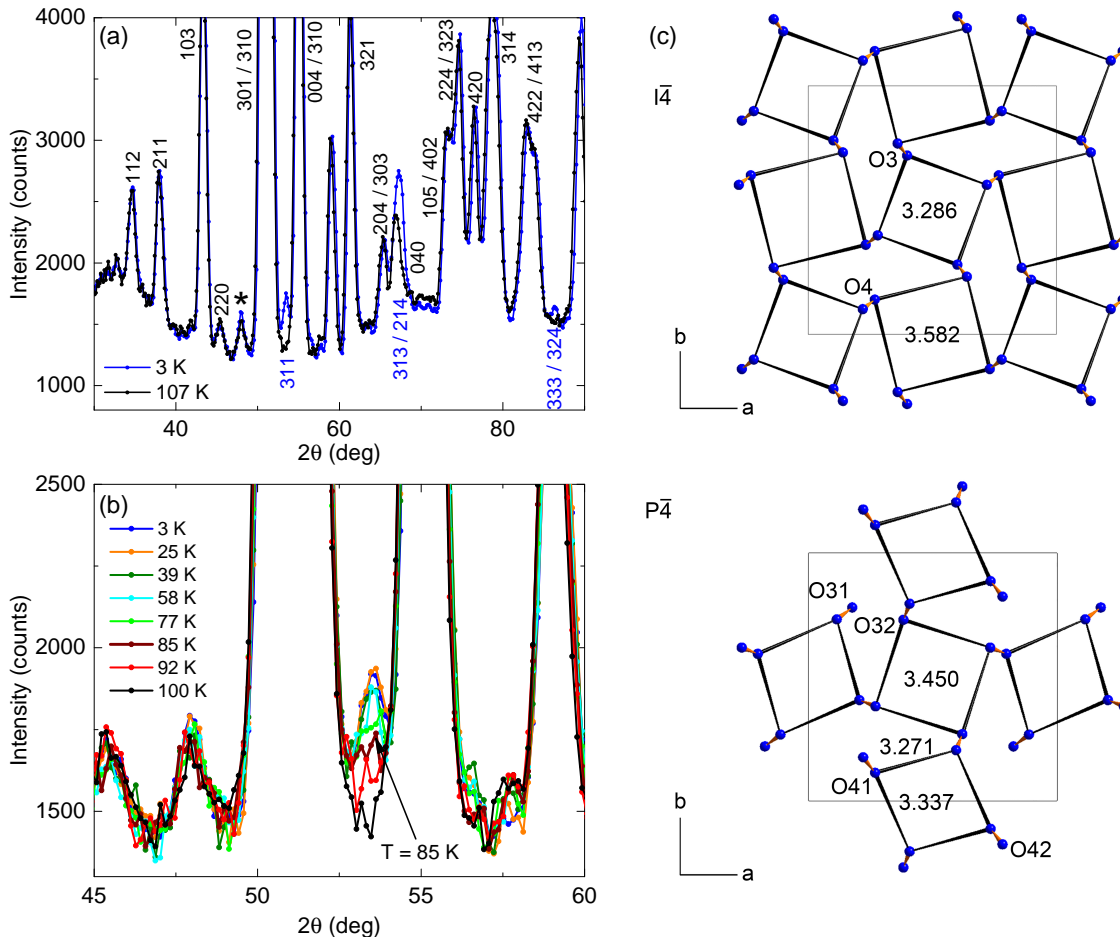 (a)
Intensity (counts)
4000
3000
2000
1000
112
211
103
220
*
301 / 310
311
004 / 310
321
204 / 303
313 / 214
040
105 / 402
224 / 323
420
314
422 / 413
333 / 324
3 K
107 K
40
60
80
2θ (deg)
(b)
Intensity (counts)
2500
2000
1500
3 K
25 K
39 K
58 K
77 K
85 K
92 K
100 K
T = 85 K
45
50
55
60
2θ (deg)
(c)
I4̅
O3
3.286
O4
3.582
b
a
P4̅
O31
O32
3.450
3.271
O41
3.337
O42
b
a